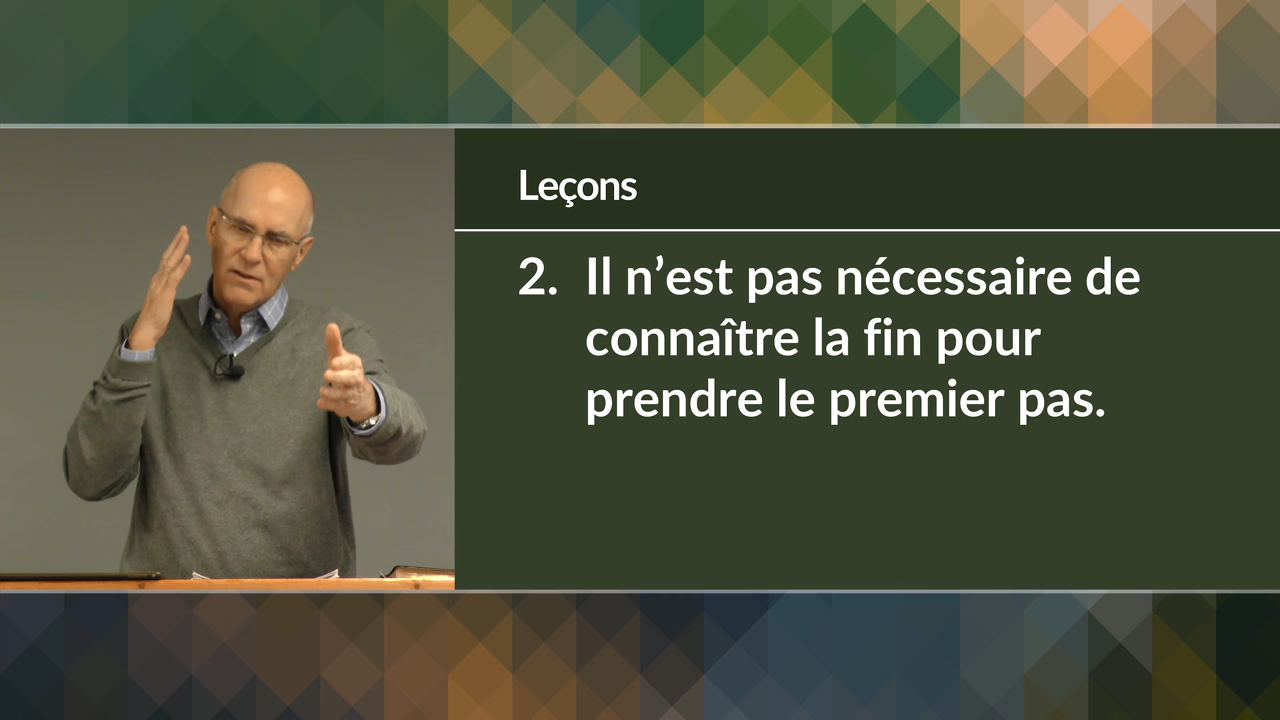 Leçons
2. Il n’est pas nécessaire de
connaître la fin pour
prendre le premier pas.